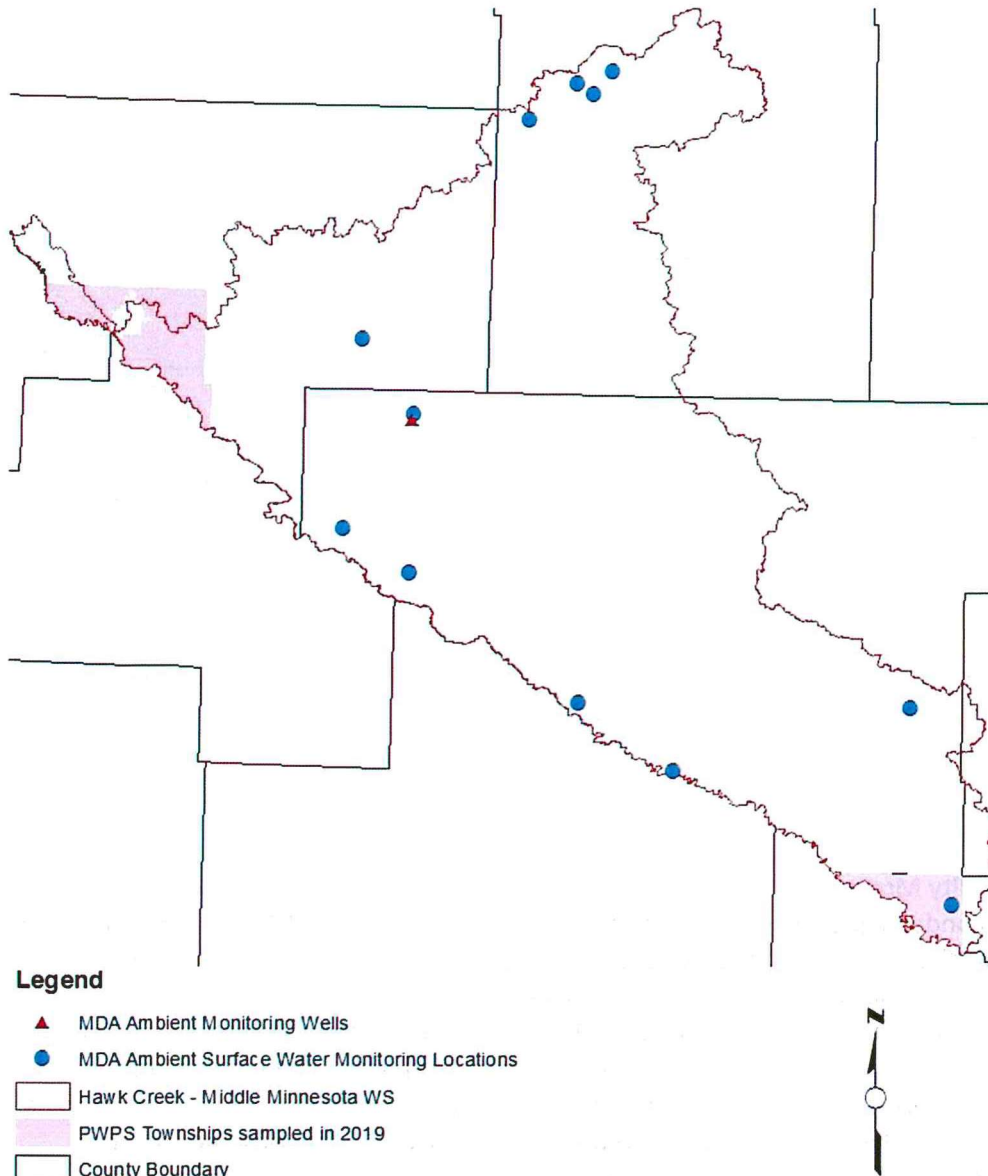 Legend
MDA Ambient Monitoring Wells
MDA Ambient Surface Water Monitoring Locations
Hawk Creek - Middle Minnesota WS
PWPS Townships sampled in 2019
County Boundary
N